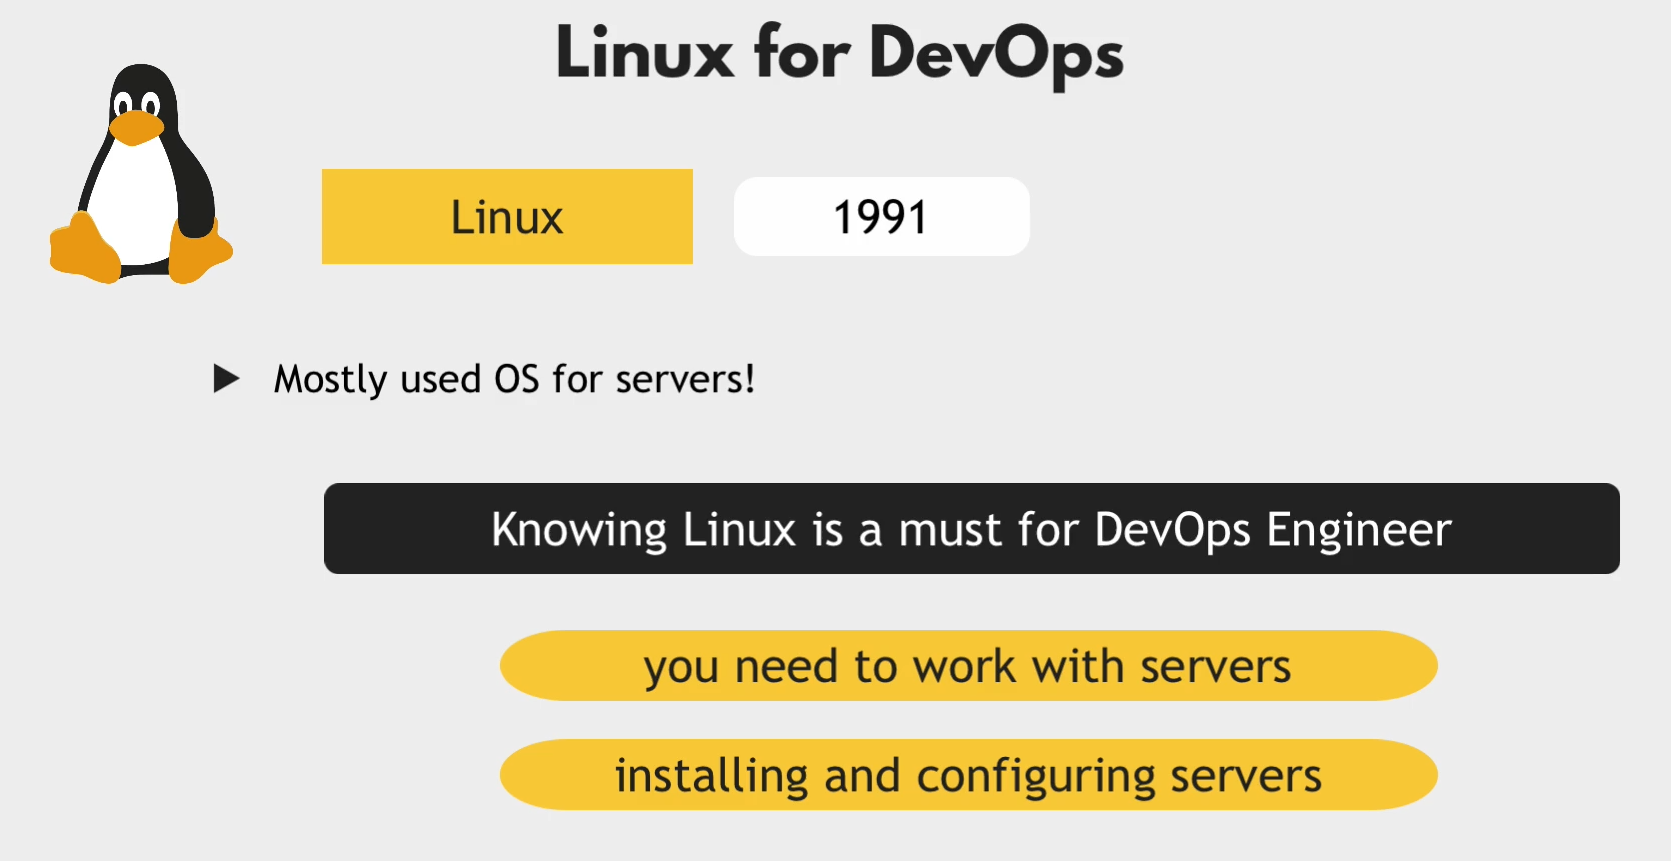 Linux for DevOps
Linux
1991
Mostly used OS for servers!
Knowing Linux is a must for DevOps Engineer
you need to work with servers
installing and configuring servers